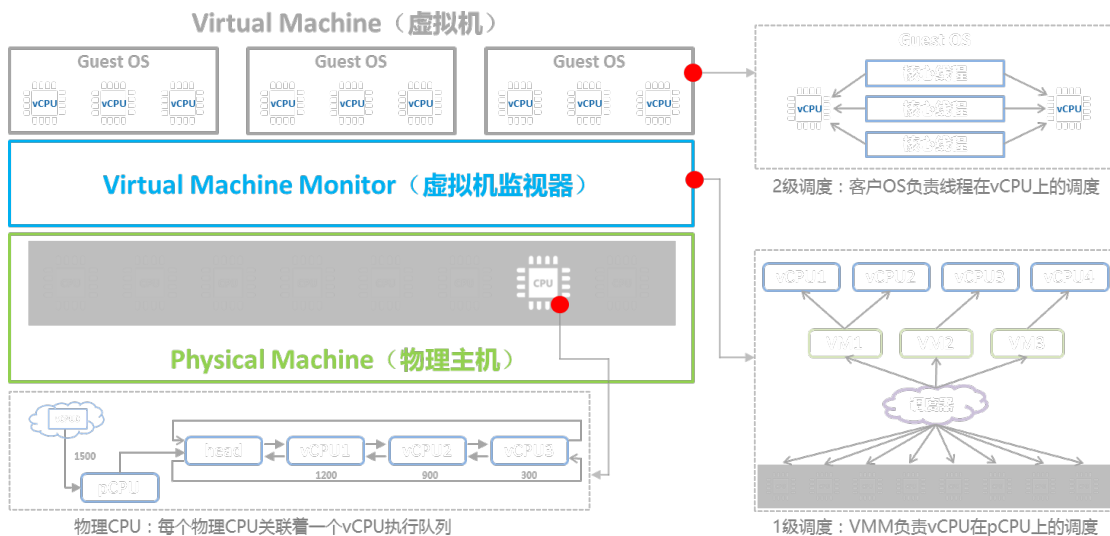 Virtual Machine（虚拟机）
Guest OS
vCPU vCPU vCPU
Guest OS
vCPU vCPU vCPU
Guest OS
vCPU vCPU vCPU
Virtual Machine Monitor（虚拟机监视器）
CPU
Physical Machine（物理主机）
1500
pCPU
head
vCPU1
vCPU2
vCPU3
1200
900
300
物理CPU：每个物理CPU关联着一个vCPU执行队列
Guest OS
核心线程
vCPU
核心线程
vCPU
核心线程
2级调度：客户OS负责线程在vCPU上的调度
vCPU1
vCPU2
vCPU3
vCPU4
VM1
VM2
VM3
调度器
1级调度：VMM负责vCPU在pCPU上的调度